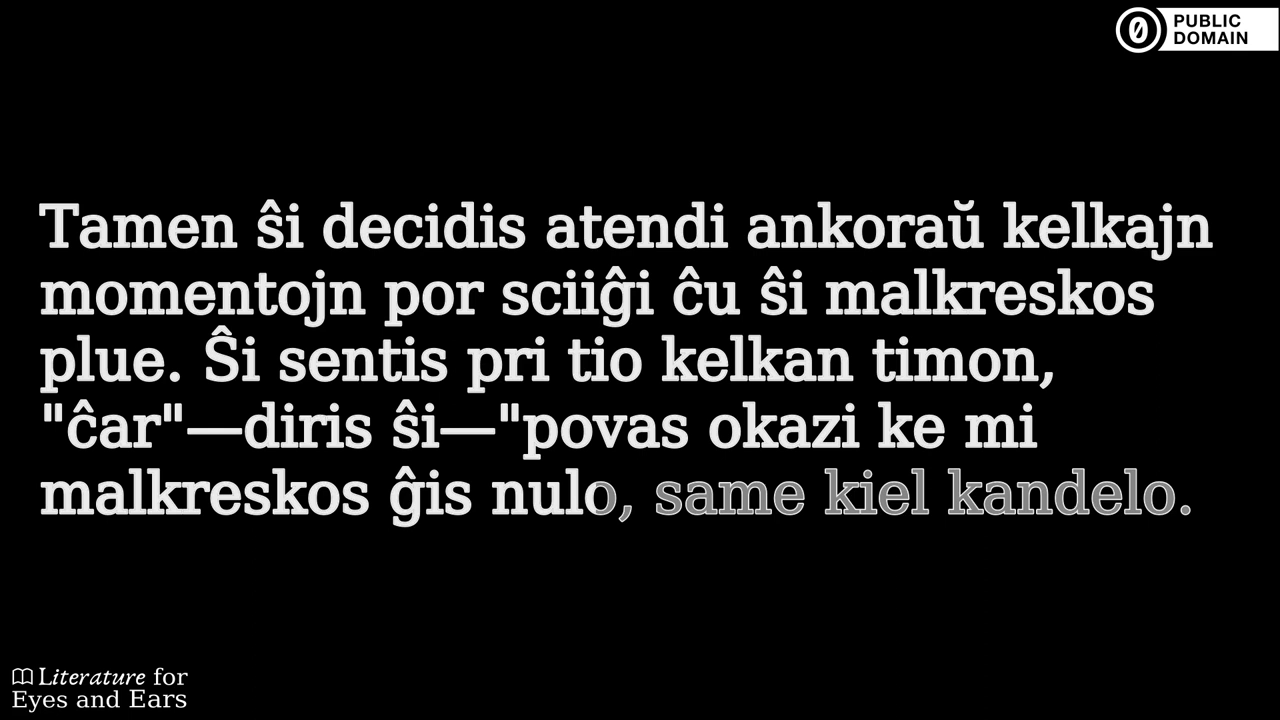 PUBLIC
DOMAIN
Tamen ŝi decidis atendi ankoraŭ kelkajn
momentojn por sciiĝi ĉu ŝi malkreskos
plue. Ŝi sentis pri tio kelkan timon,
"ĉar"—diris ŝi—"povas okazi ke mi
malkreskos ĝis nulo, same kiel kandelo.
Literature for
Eyes and Ears